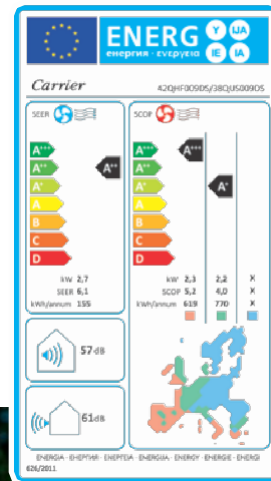 ENERG Y IJA
енергия · ενεργεια IE IA
Carrier 42QHF009DS/38QUS009DS
SEER SCOP
A+++ A+++ A+++
A++ A++ A++
A+ A+ A+
A A
B B
C C
D D
kW 2,7 kW 2,3 2,2 X
SEER 6,1 SCOP 5,2 4,0 X
kWh/annum 155 kWh/annum 619 770 X
57dB
61dB
ENERGIA · ЕНЕРГИЯ · ΕΝΕΡΓΕΙΑ · ENERGIJA · ENERGY · ENERGIE · ENERGI
626/2011